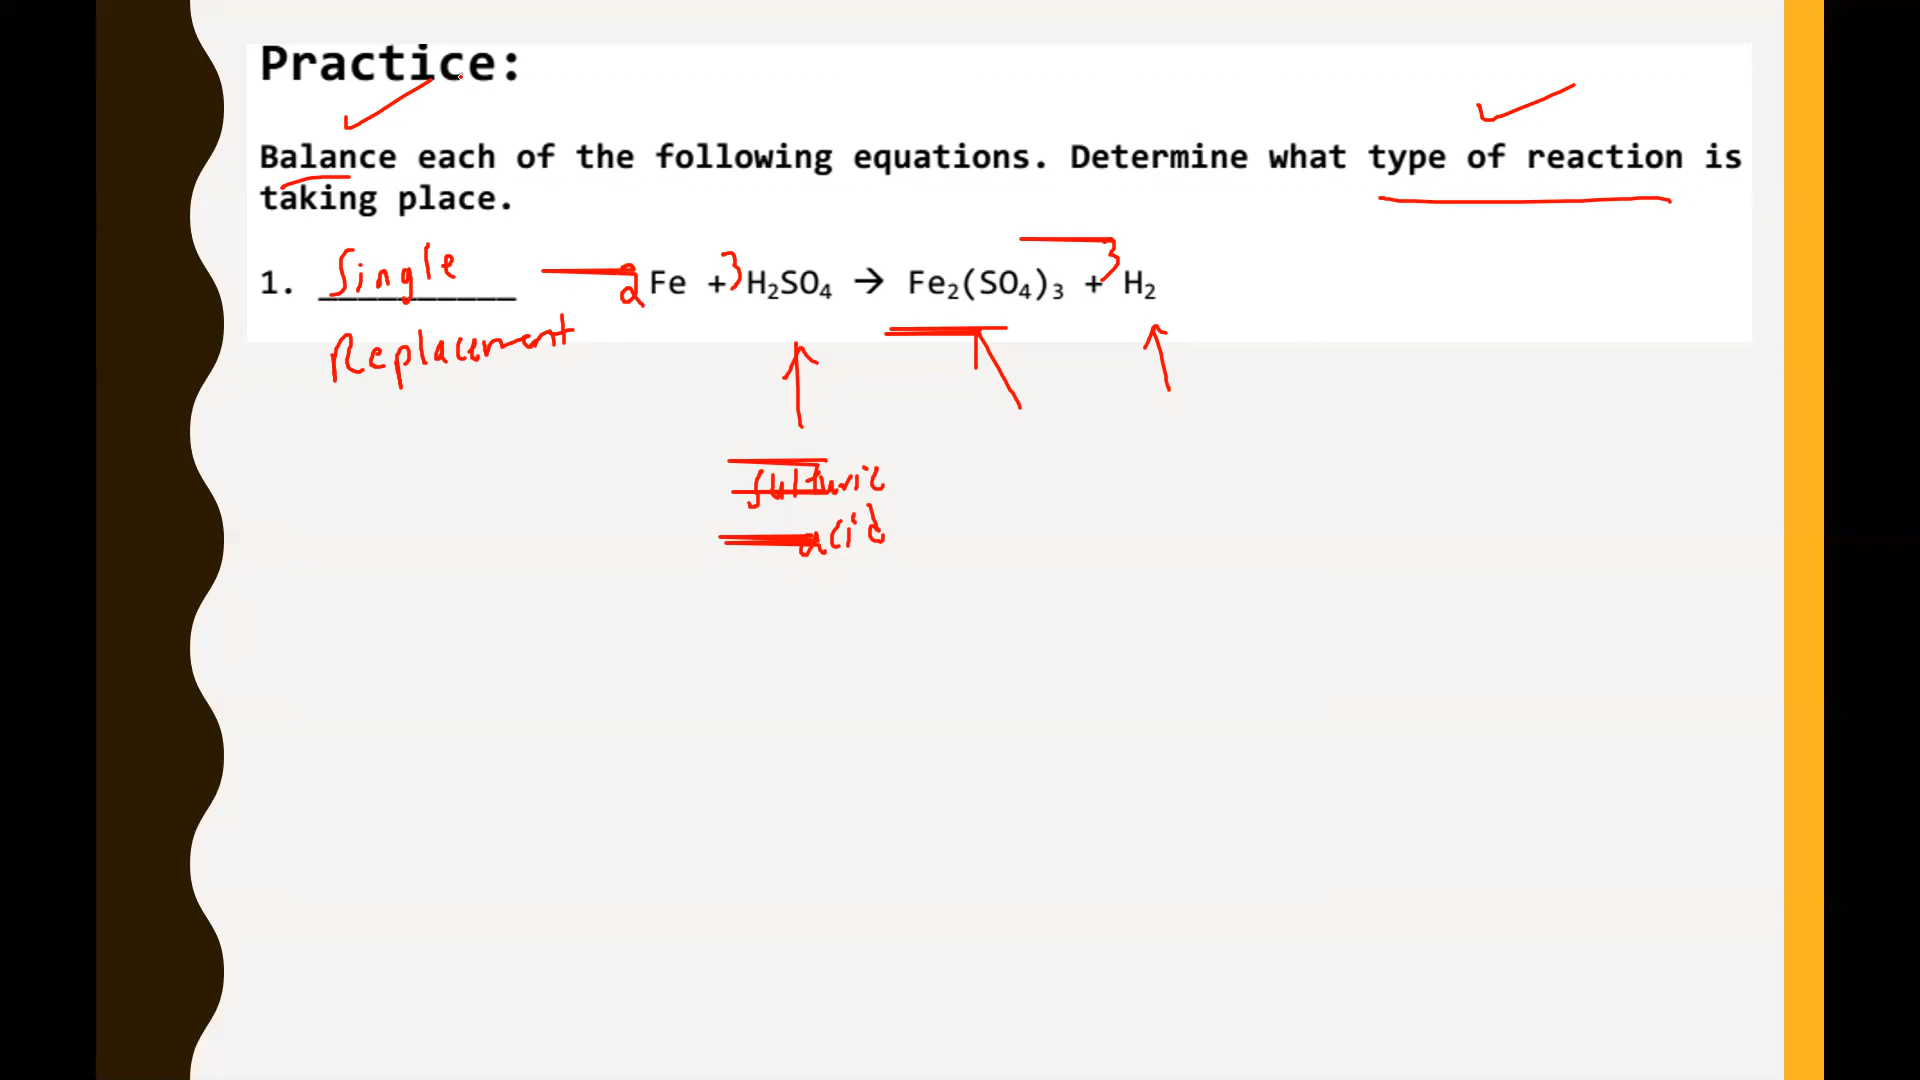 Practice:
Balance each of the following equations. Determine what type of reaction is
taking place.
1. Single 2 Fe + 3 H₂SO₄ → Fe₂(SO₄)₃ + 3 H₂
Replacement
sulfuric
acid